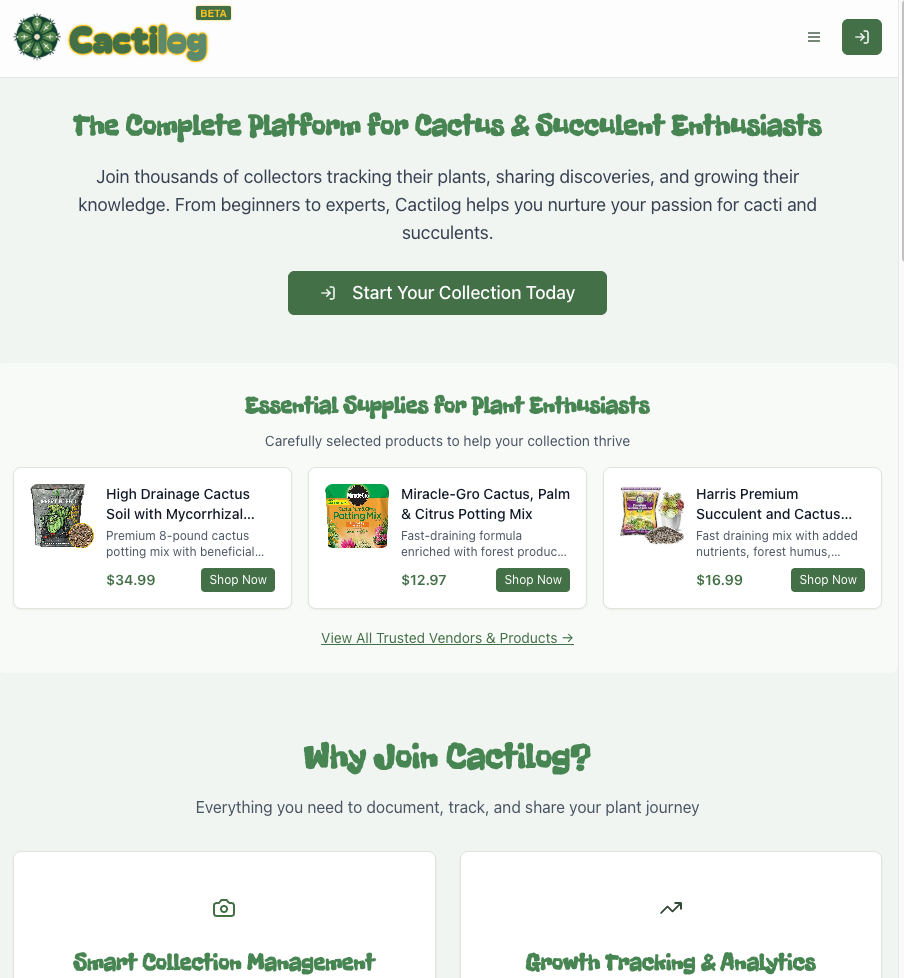 BETA
Cactilog
The Complete Platform for Cactus & Succulent Enthusiasts
Join thousands of collectors tracking their plants, sharing discoveries, and growing their
knowledge. From beginners to experts, Cactilog helps you nurture your passion for cacti and
succulents.
Start Your Collection Today
Essential Supplies for Plant Enthusiasts
Carefully selected products to help your collection thrive
High Drainage Cactus
Soil with Mycorrhizal...
Premium 8-pound cactus
potting mix with beneficial...
$34.99
Shop Now
Miracle-Gro
Potting Mix
Miracle-Gro Cactus, Palm
& Citrus Potting Mix
Fast-draining formula
enriched with forest produc...
$12.97
Shop Now
Harris Premium
Succulent and Cactus...
Fast draining mix with added
nutrients, forest humus,...
$16.99
Shop Now
View All Trusted Vendors & Products →
Why Join Cactilog?
Everything you need to document, track, and share your plant journey
Smart Collection Management
Growth Tracking & Analytics